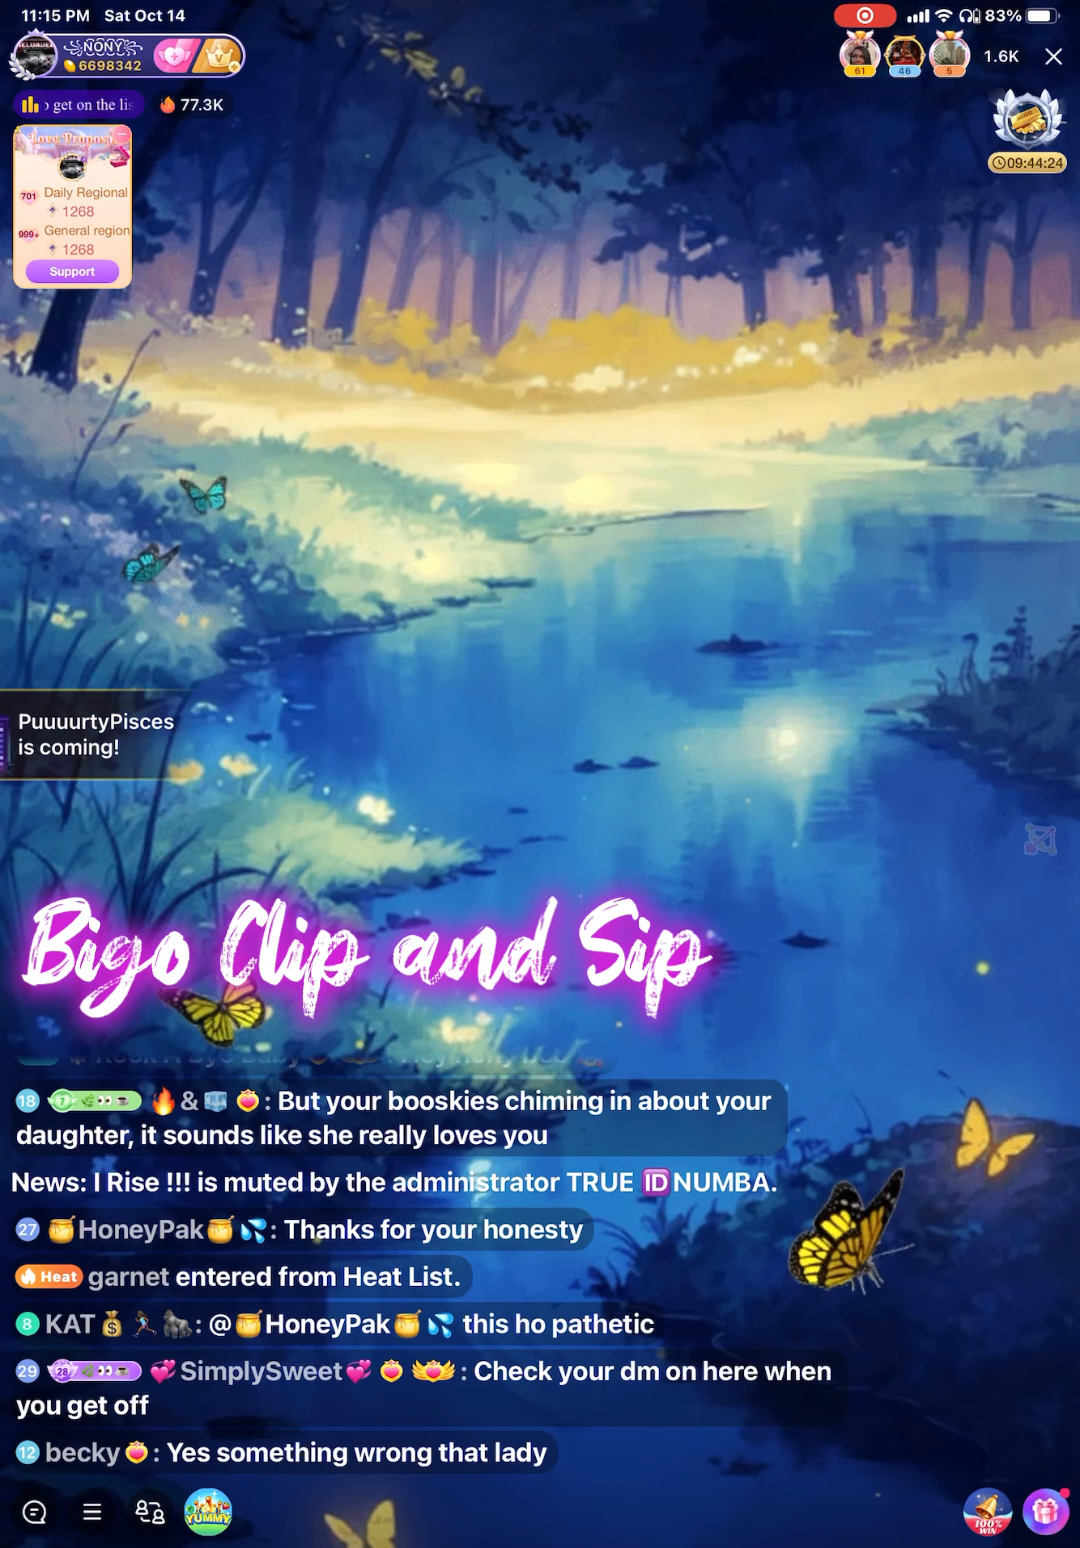 11:15 PM Sat Oct 14
83%
NONY
6698342
61
46
5
1.6K
get on the lis
77.3K
Love Proposa
701 Daily Regional
1268
999+ General region
1268
Support
09:44:24
PuuuurtyPisces
is coming!
Bigo Clip and Sip
18 7 🔥&🧊: But your booskies chiming in about your
daughter, it sounds like she really loves you
News: I Rise !!! is muted by the administrator TRUE 🆔NUMBA.
27 🍯HoneyPak🍯💦: Thanks for your honesty
Heat garnet entered from Heat List.
8 KAT💰🏃🏿‍♀️🦍: @🍯HoneyPak🍯💦 this ho pathetic
29 28 💞SimplySweet💞: Check your dm on here when
you get off
12 becky: Yes something wrong that lady
YUMMY
100%
WIN